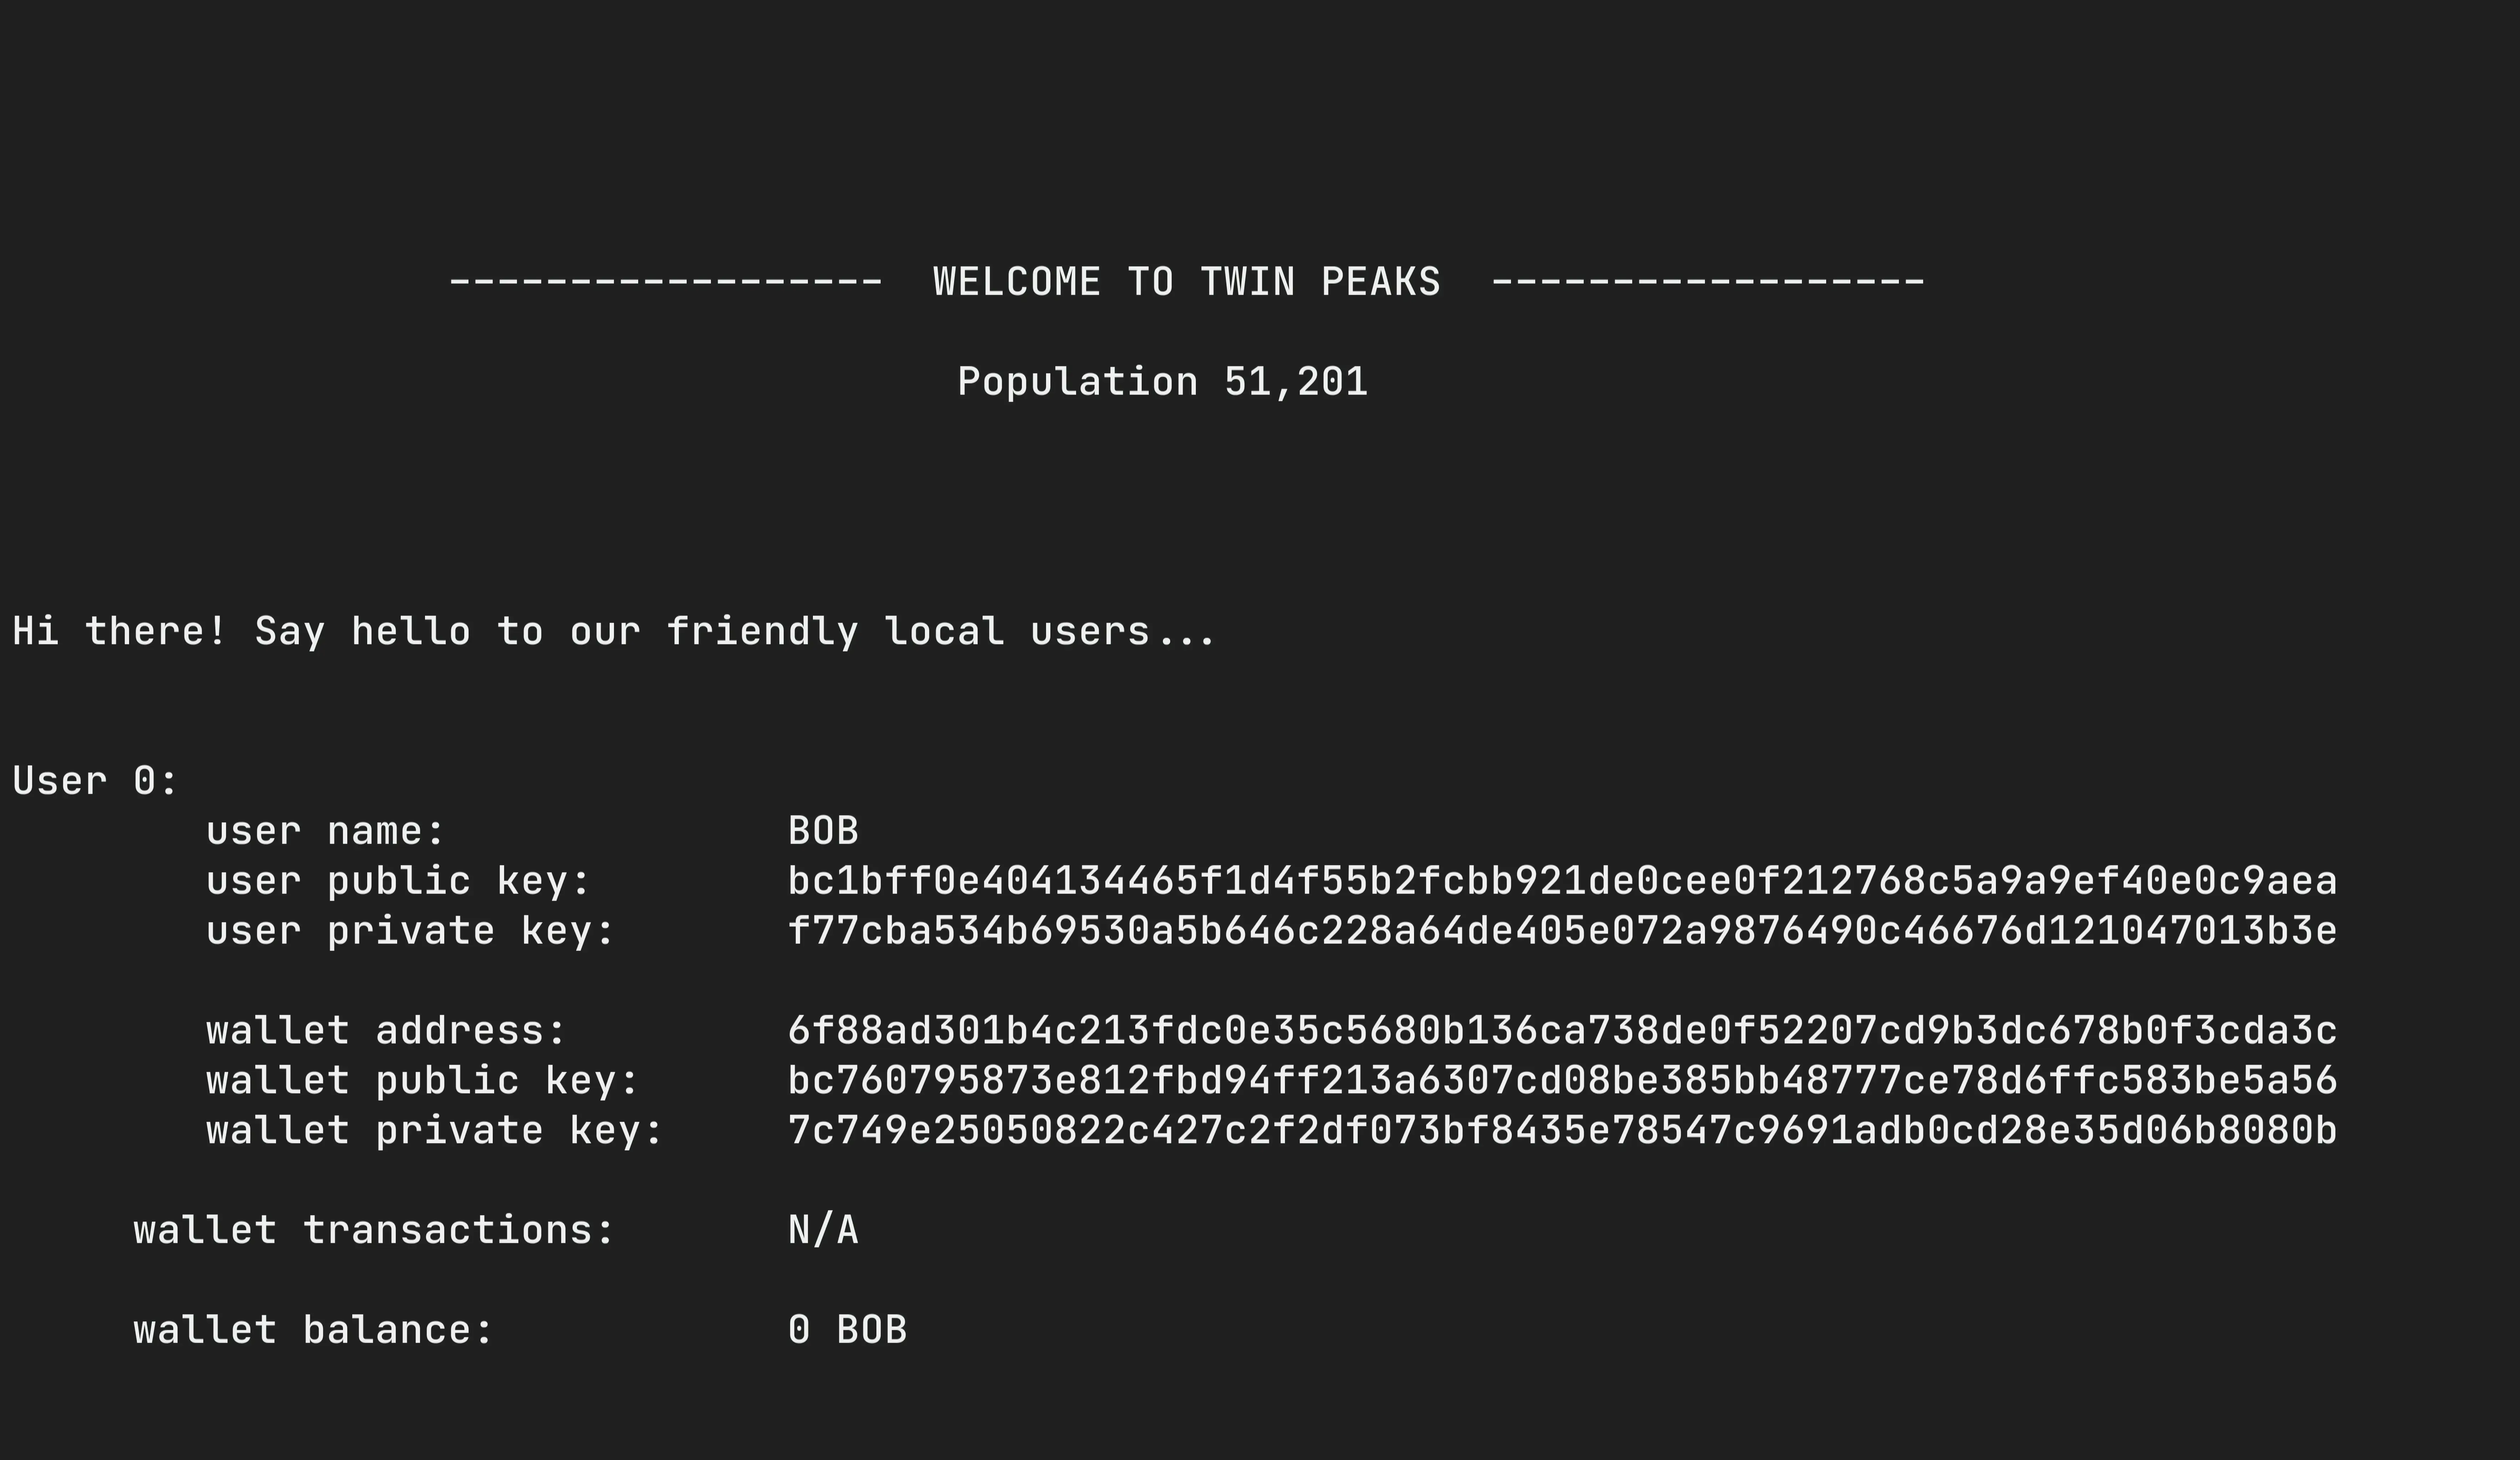 ------------------ WELCOME TO TWIN PEAKS ------------------
Population 51,201
Hi there! Say hello to our friendly local users...
User 0:
user name: BOB
user public key: bc1bff0e404134465f1d4f55b2fcbb921de0cee0f212768c5a9a9ef40e0c9aea
user private key: f77cba534b69530a5b646c228a64de405e072a9876490c46676d121047013b3e
wallet address: 6f88ad301b4c213fdc0e35c5680b136ca738de0f52207cd9b3dc678b0f3cda3c
wallet public key: bc760795873e812fbd94ff213a6307cd08be385bb48777ce78d6ffc583be5a56
wallet private key: 7c749e25050822c427c2f2df073bf8435e78547c9691adb0cd28e35d06b8080b
wallet transactions: N/A
wallet balance: 0 BOB